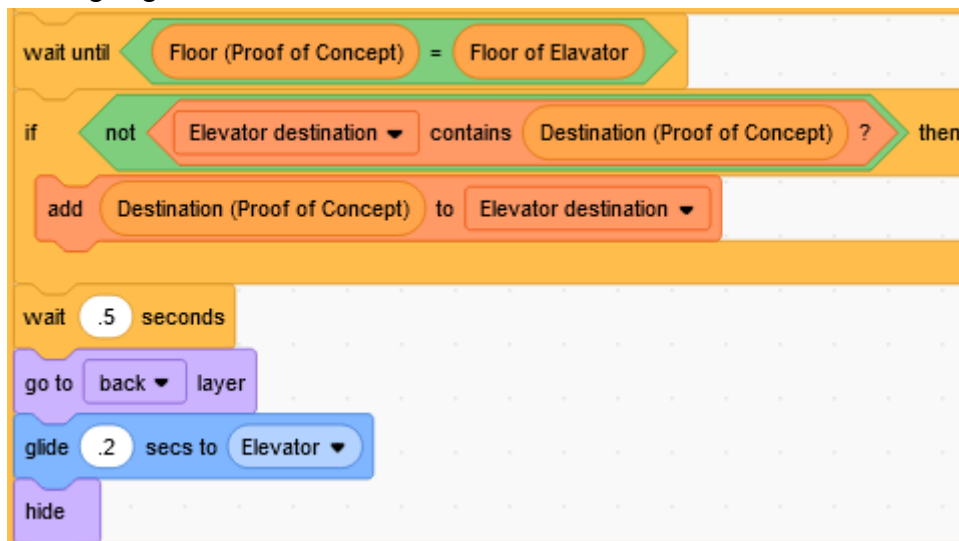 wait until Floor (Proof of Concept) = Floor of Elavator
if not Elevator destination contains Destination (Proof of Concept) ? then
add Destination (Proof of Concept) to Elevator destination
wait .5 seconds
go to back layer
glide .2 secs to Elevator
hide